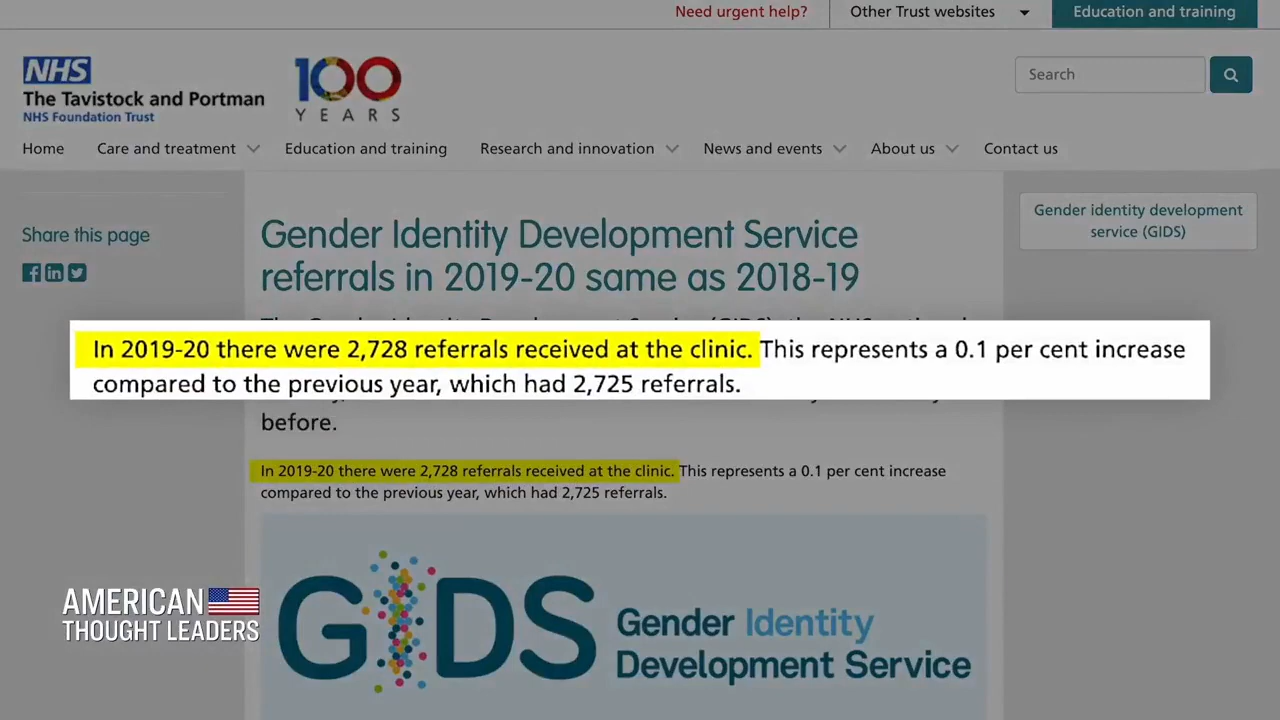 Need urgent help?
Other Trust websites
Education and training
NHS
The Tavistock and Portman
NHS Foundation Trust
100
YEARS
Search
Home
Care and treatment
Education and training
Research and innovation
News and events
About us
Contact us
Share this page
Gender Identity Development Service
referrals in 2019-20 same as 2018-19
Gender identity development
service (GIDS)
In 2019-20 there were 2,728 referrals received at the clinic. This represents a 0.1 per cent increase
compared to the previous year, which had 2,725 referrals.
before.
In 2019-20 there were 2,728 referrals received at the clinic. This represents a 0.1 per cent increase
compared to the previous year, which had 2,725 referrals.
AMERICAN
THOUGHT LEADERS
GIDS
Gender Identity
Development Service